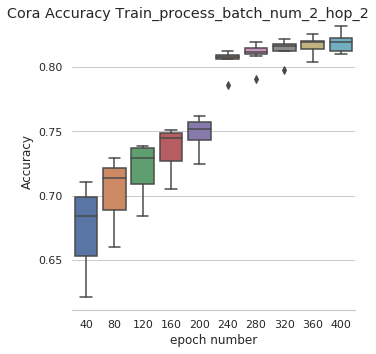 Cora Accuracy Train_process_batch_num_2_hop_2
0.80
0.75
0.70
0.65
Accuracy
40 80 120 160 200 240 280 320 360 400
epoch number